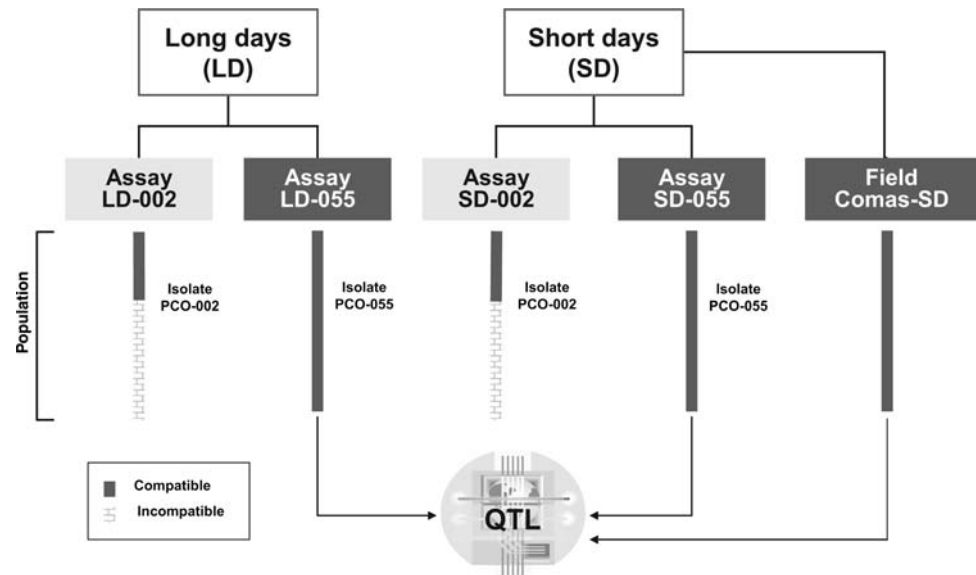 Long days
(LD)
Short days
(SD)
Assay
LD-002
Assay
LD-055
Assay
SD-002
Assay
SD-055
Field
Comas-SD
Population
Isolate
PCO-002
Isolate
PCO-055
Isolate
PCO-002
Isolate
PCO-055
Compatible
Incompatible
QTL